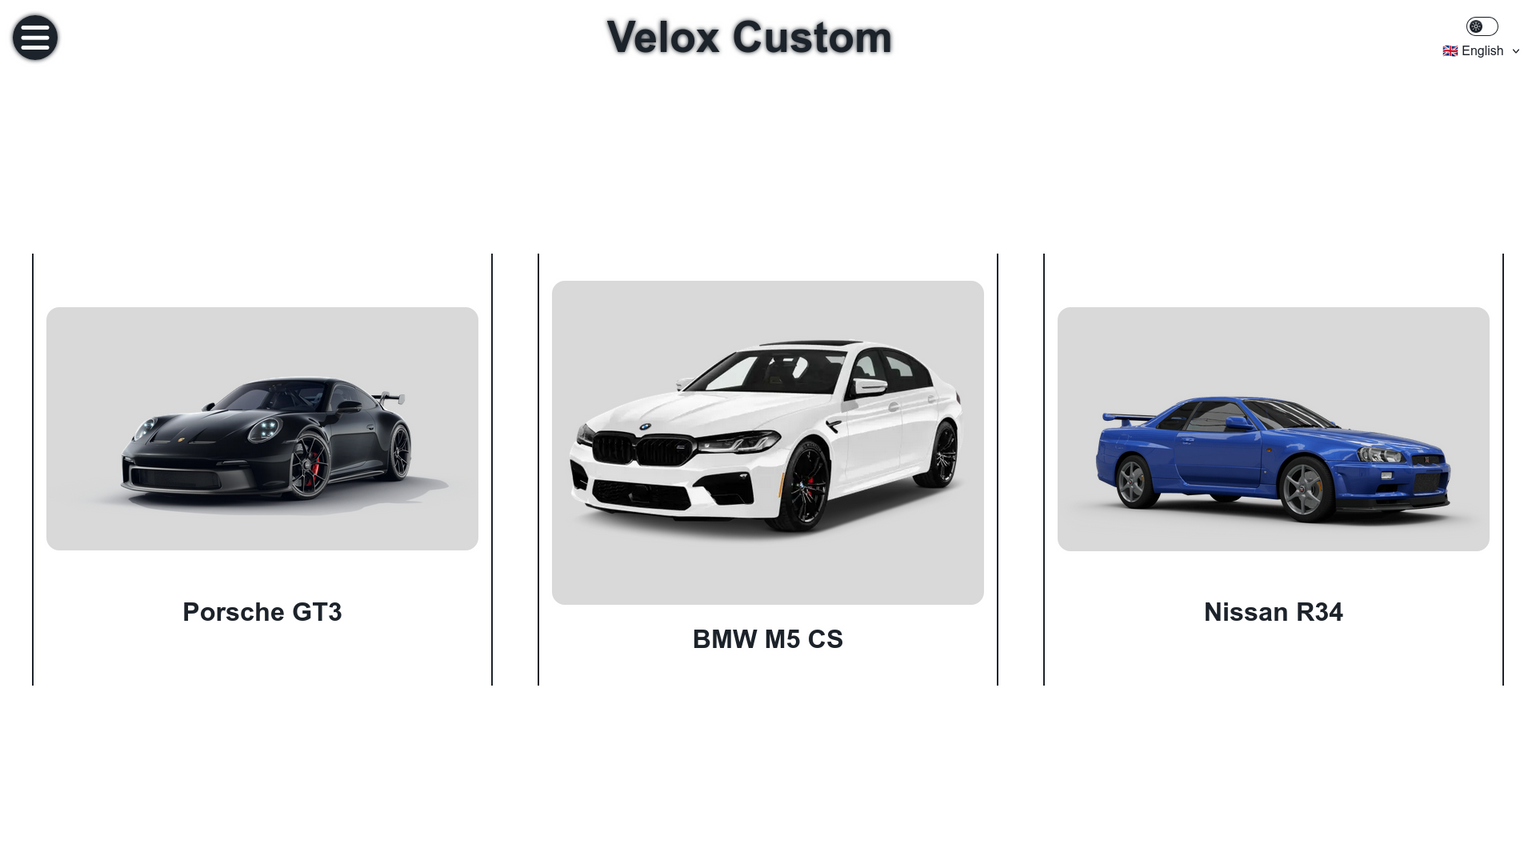 Velox Custom
🇬🇧 English
Porsche GT3
BMW M5 CS
Nissan R34